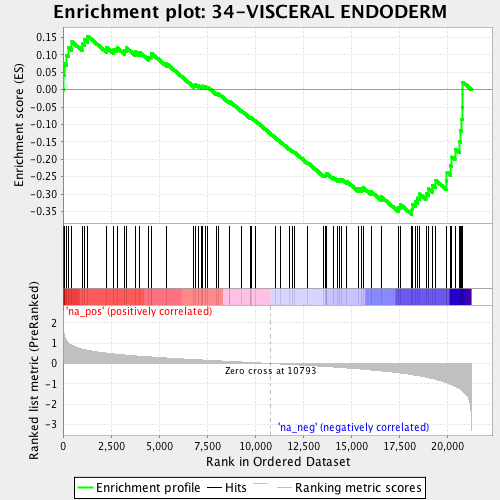 Enrichment plot: 34-VISCERAL ENDODERM
Enrichment score (ES)
0.15
0.10
0.05
0.00
-0.05
-0.10
-0.15
-0.20
-0.25
-0.30
-0.35
'na_pos' (positively correlated)
Ranked list metric (PreRanked)
2
1
0
-1
-2
-3
Zero cross at 10793
'na_neg' (negatively correlated)
0
2,500
5,000
7,500
10,000
12,500
15,000
17,500
20,000
Rank in Ordered Dataset
Enrichment profile
Hits
Ranking metric scores